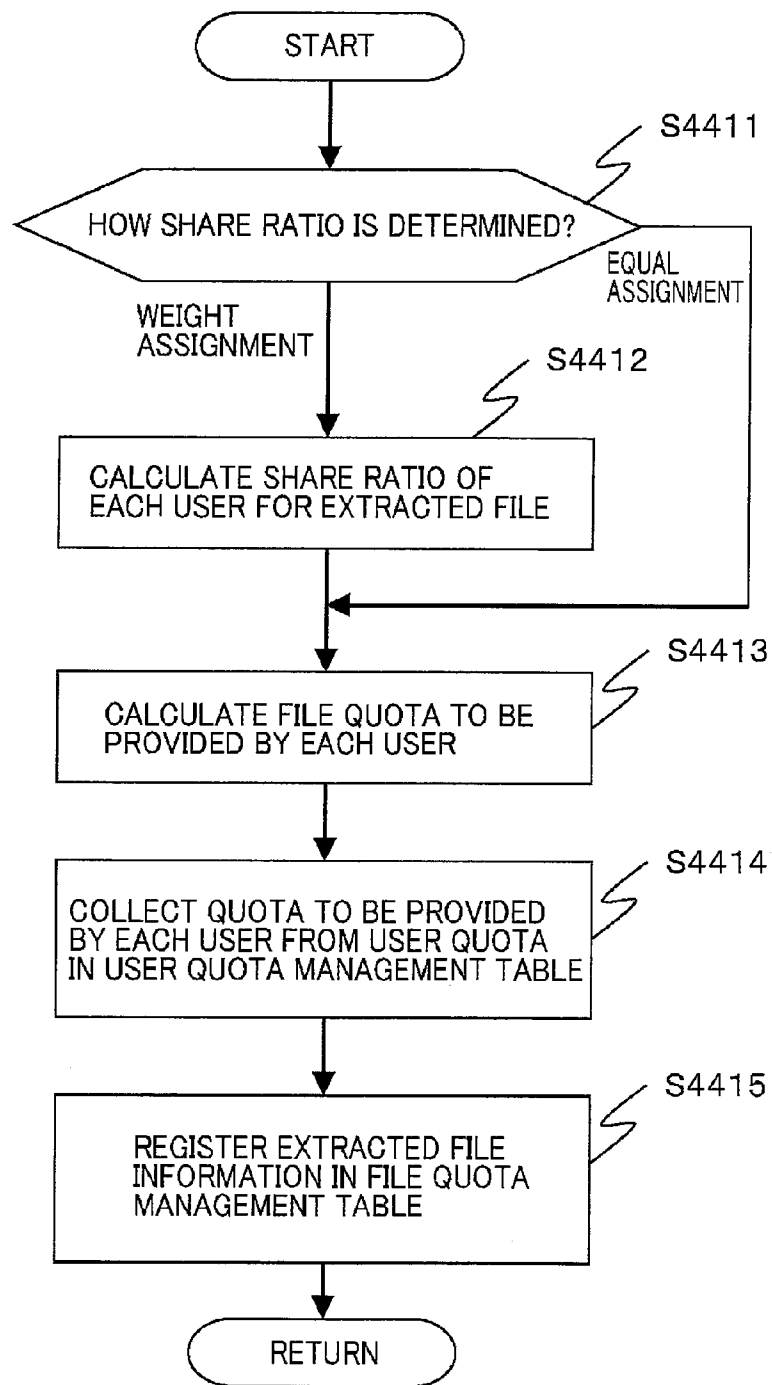 START
S4411
HOW SHARE RATIO IS DETERMINED?
EQUAL
ASSIGNMENT
WEIGHT
ASSIGNMENT
S4412
CALCULATE SHARE RATIO OF
EACH USER FOR EXTRACTED FILE
S4413
CALCULATE FILE QUOTA TO BE
PROVIDED BY EACH USER
S4414
COLLECT QUOTA TO BE PROVIDED
BY EACH USER FROM USER QUOTA
IN USER QUOTA MANAGEMENT TABLE
S4415
REGISTER EXTRACTED FILE
INFORMATION IN FILE QUOTA
MANAGEMENT TABLE
RETURN